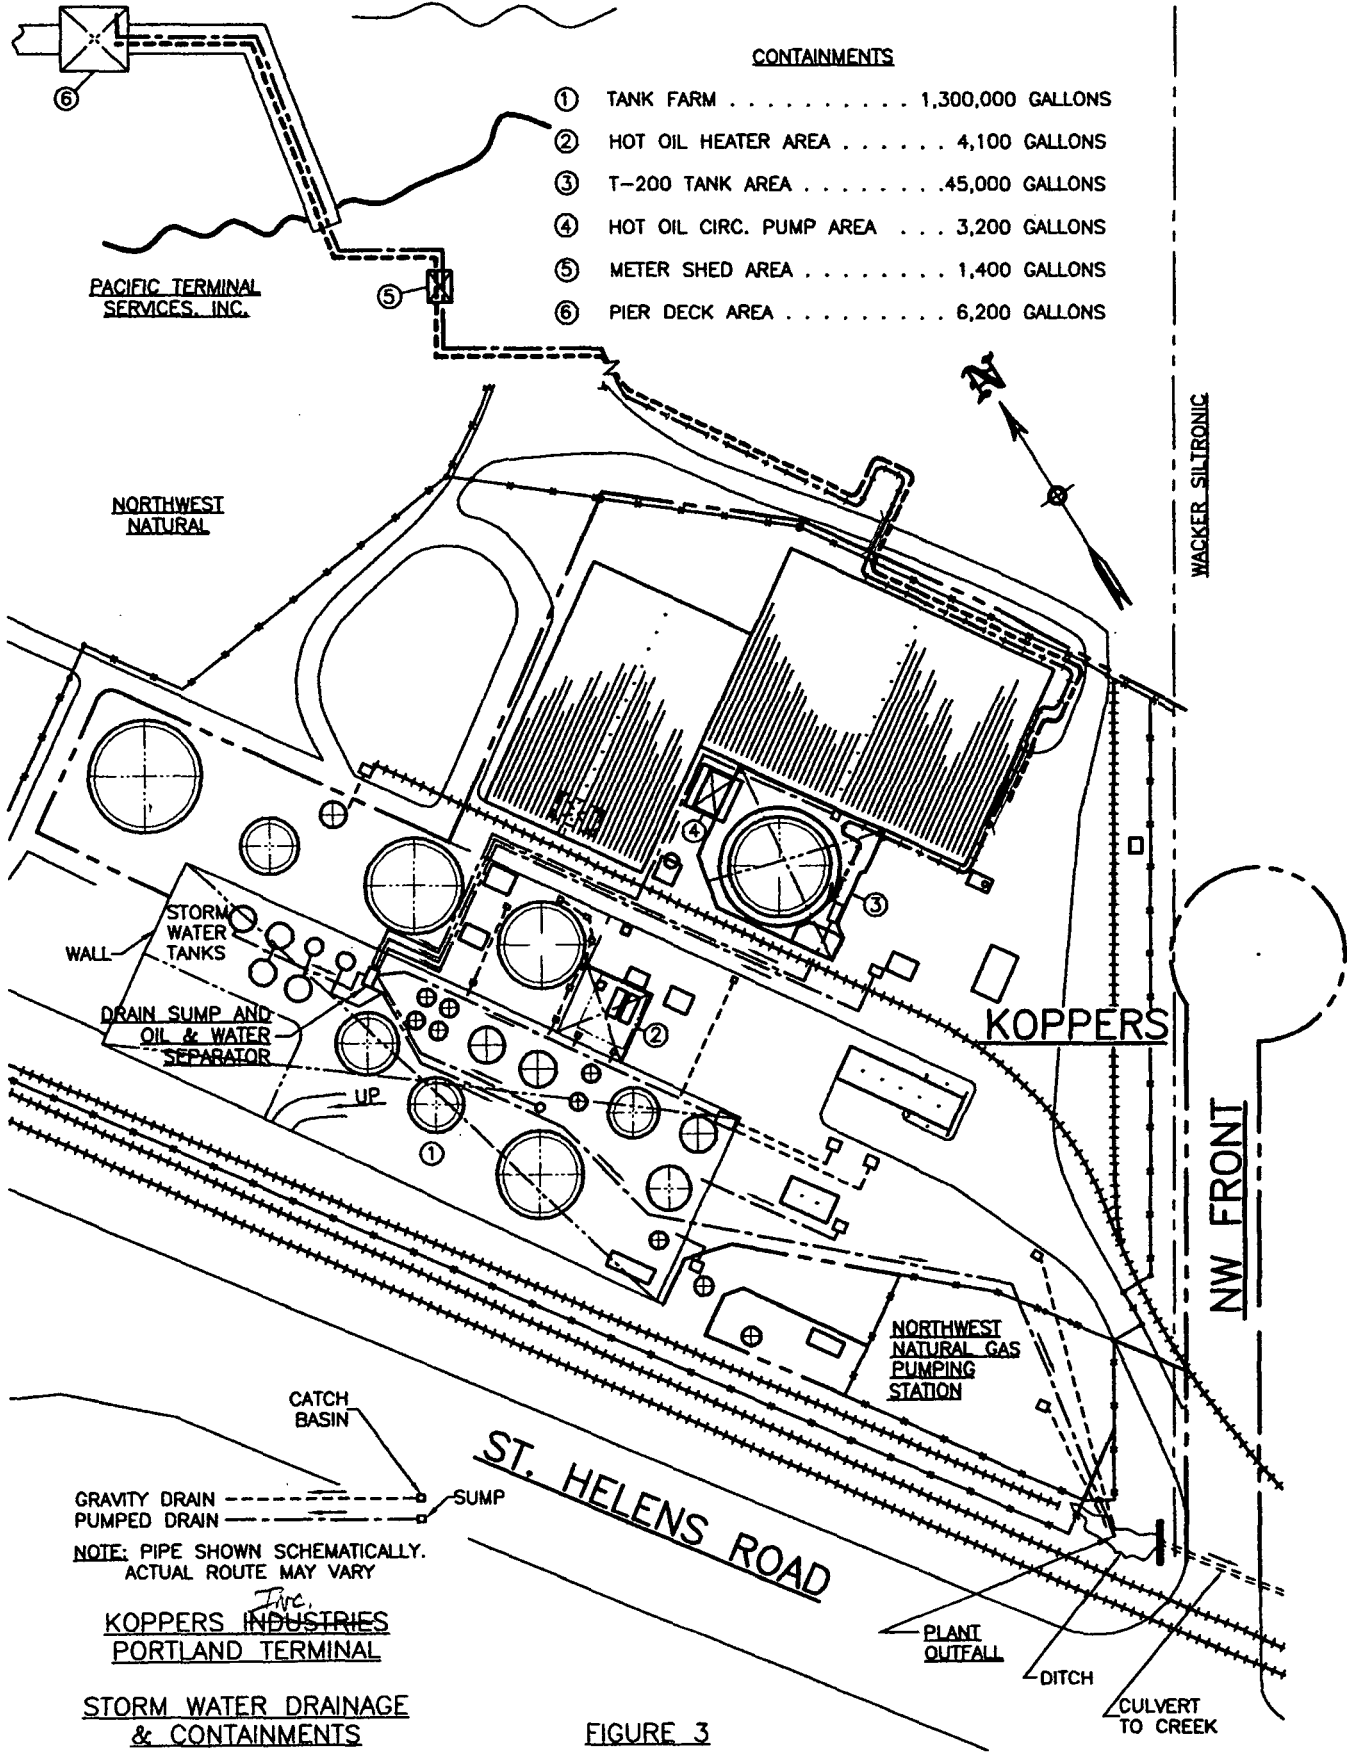 CONTAINMENTS
① TANK FARM . . . . . . . . . . 1,300,000 GALLONS
② HOT OIL HEATER AREA . . . . . . 4,100 GALLONS
③ T-200 TANK AREA . . . . . . . .45,000 GALLONS
④ HOT OIL CIRC. PUMP AREA . . . 3,200 GALLONS
⑤ METER SHED AREA . . . . . . . . 1,400 GALLONS
⑥ PIER DECK AREA . . . . . . . . . 6,200 GALLONS
⑥
PACIFIC TERMINAL
SERVICES, INC.
⑤
N
WACKER SILTRONIC
NORTHWEST
NATURAL
④
③
STORM
WATER
TANKS
WALL
DRAIN SUMP AND
OIL & WATER
SEPARATOR
②
KOPPERS
UP
①
NW FRONT
NORTHWEST
NATURAL GAS
PUMPING
STATION
CATCH
BASIN
GRAVITY DRAIN
SUMP
PUMPED DRAIN
NOTE: PIPE SHOWN SCHEMATICALLY.
ACTUAL ROUTE MAY VARY
ST. HELENS ROAD
Inc.
KOPPERS INDUSTRIES
PORTLAND TERMINAL
PLANT
OUTFALL
DITCH
CULVERT
TO CREEK
STORM WATER DRAINAGE
& CONTAINMENTS
FIGURE 3